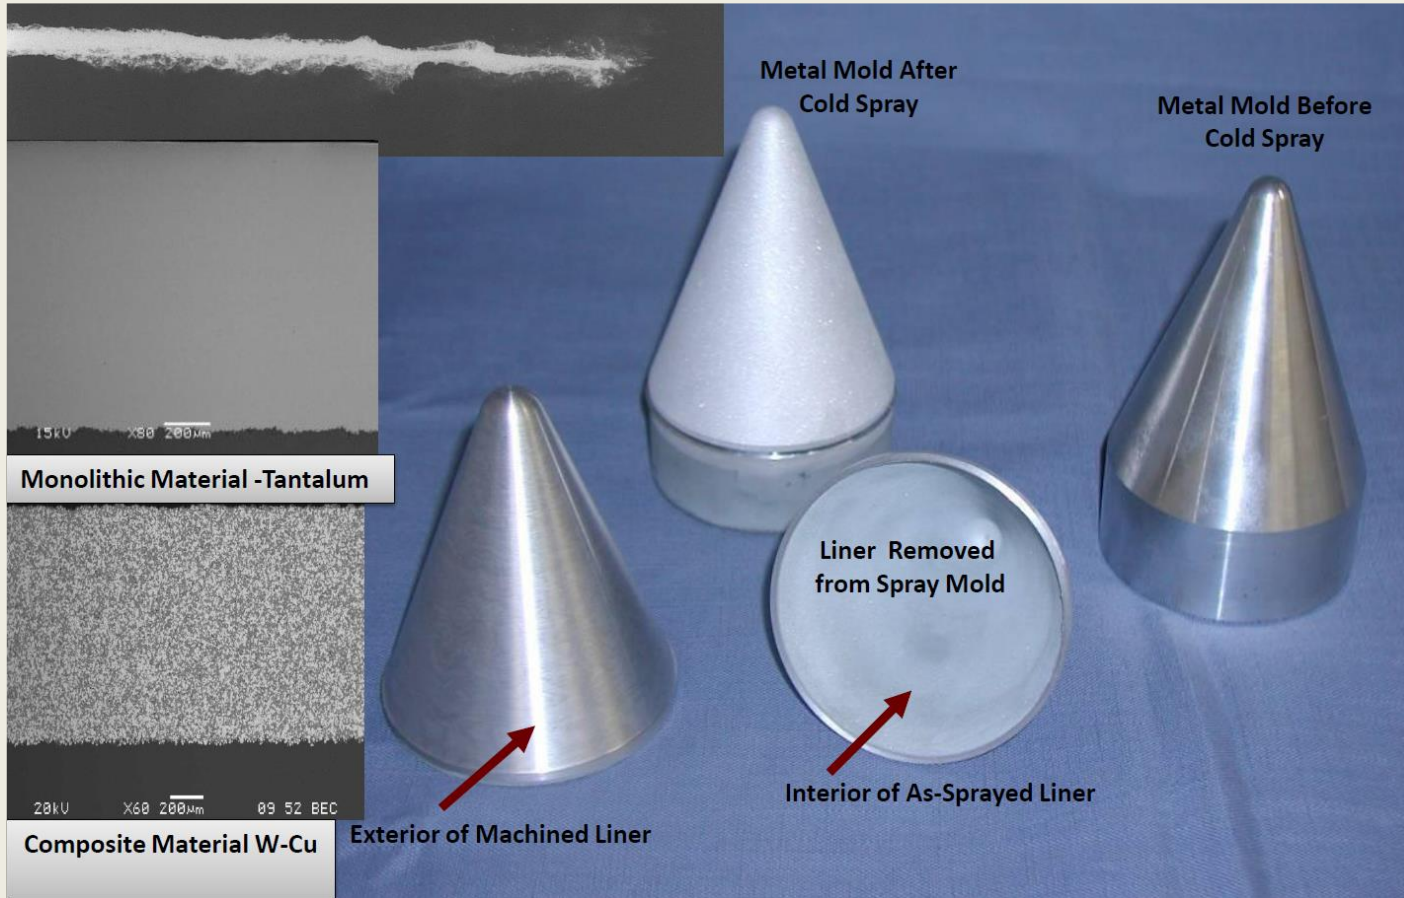 Metal Mold After
Cold Spray
Metal Mold Before
Cold Spray
15kV X80 200µm
Monolithic Material -Tantalum
Liner Removed
from Spray Mold
Interior of As-Sprayed Liner
20kV X60 200µm 09 52 BEC
Exterior of Machined Liner
Composite Material W-Cu